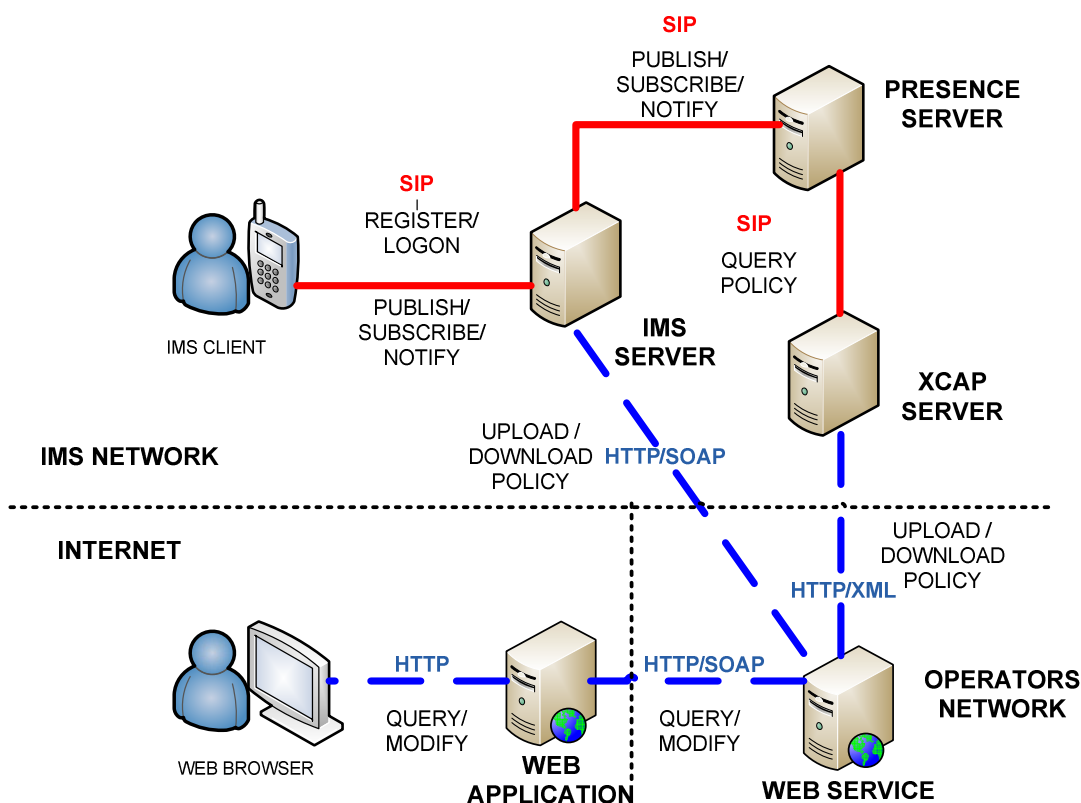 SIP
PUBLISH/
SUBSCRIBE/
NOTIFY
PRESENCE
SERVER
SIP
REGISTER/
LOGON
SIP
QUERY
POLICY
PUBLISH/
SUBSCRIBE/
NOTIFY
IMS CLIENT
IMS
SERVER
XCAP
SERVER
UPLOAD /
DOWNLOAD
POLICY
HTTP/SOAP
IMS NETWORK
INTERNET
UPLOAD /
DOWNLOAD
POLICY
HTTP/XML
HTTP
QUERY/
MODIFY
HTTP/SOAP
QUERY/
MODIFY
OPERATORS
NETWORK
WEB BROWSER
WEB
APPLICATION
WEB SERVICE